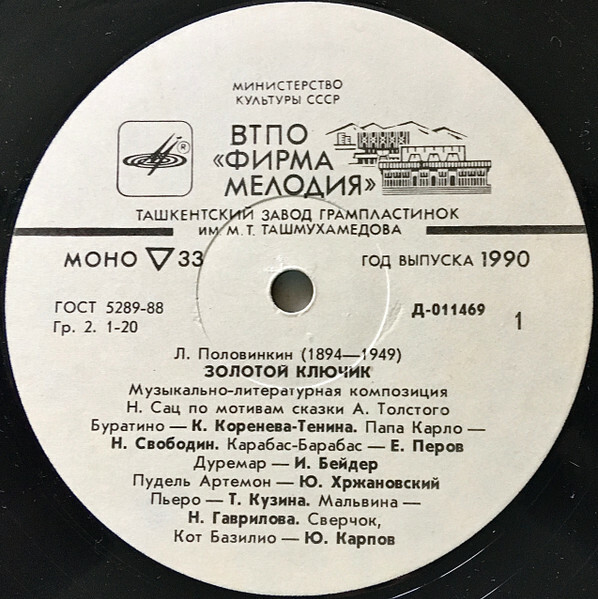 МИНИСТЕРСТВО
КУЛЬТУРЫ СССР
ВТПО
«ФИРМА
МЕЛОДИЯ»
®
ТАШКЕНТСКИЙ ЗАВОД ГРАМПЛАСТИНОК
ИМ. М. Т. ТАШМУХАМЕДОВА
МОНО 33 ГОД ВЫПУСКА 1990
ГОСТ 5289-88 Д-011469
Гр. 2. 1-20 1
Л. Половинкин (1894—1949)
ЗОЛОТОЙ КЛЮЧИК
Музыкально-литературная композиция
Н. Сац по мотивам сказки А. Толстого
Буратино — К. Коренева-Тенина. Папа Карло —
Н. Свободин. Карабас-Барабас — Е. Перов
Дуремар — И. Бейдер
Пудель Артемон — Ю. Хржановский
Пьеро — Т. Кузина. Мальвина —
Н. Гаврилова. Сверчок,
Кот Базилио — Ю. Карпов